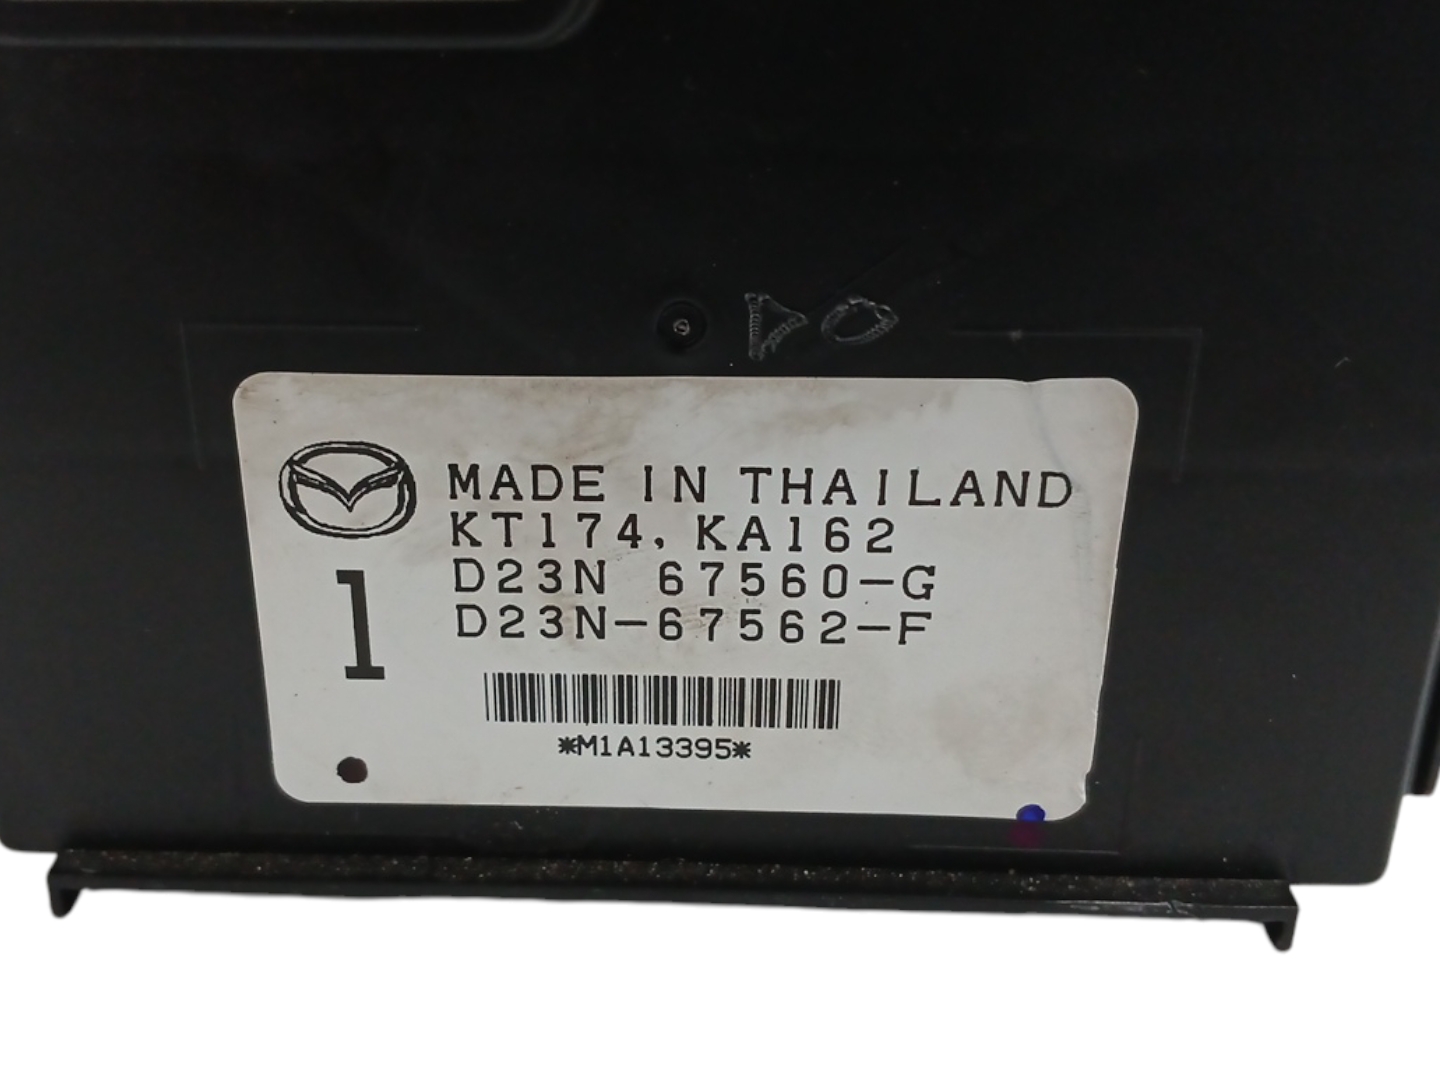 MADE IN THAILAND
KT174, KA162
D23N 67560-G
D23N-67562-F
1
*M1A13395*